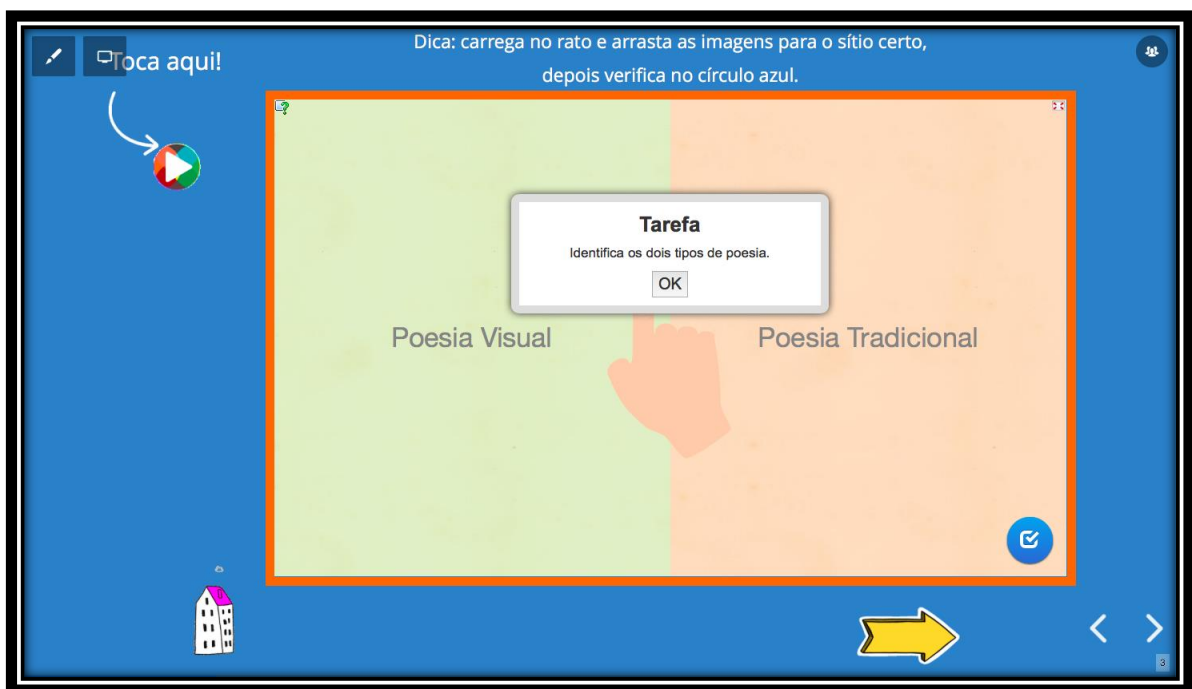 Toca aqui!
Dica: carrega no rato e arrasta as imagens para o sítio certo,
depois verifica no círculo azul.
Tarefa
Identifica os dois tipos de poesia.
OK
Poesia Visual
Poesia Tradicional
3